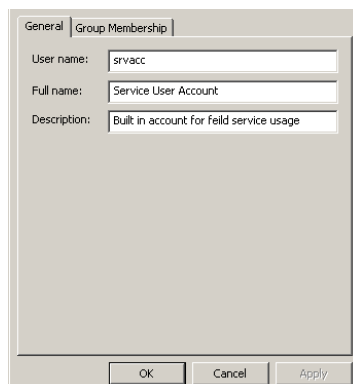 General Group Membership
User name: srvacc
Full name: Service User Account
Description: Built in account for feild service usage
OK Cancel Apply